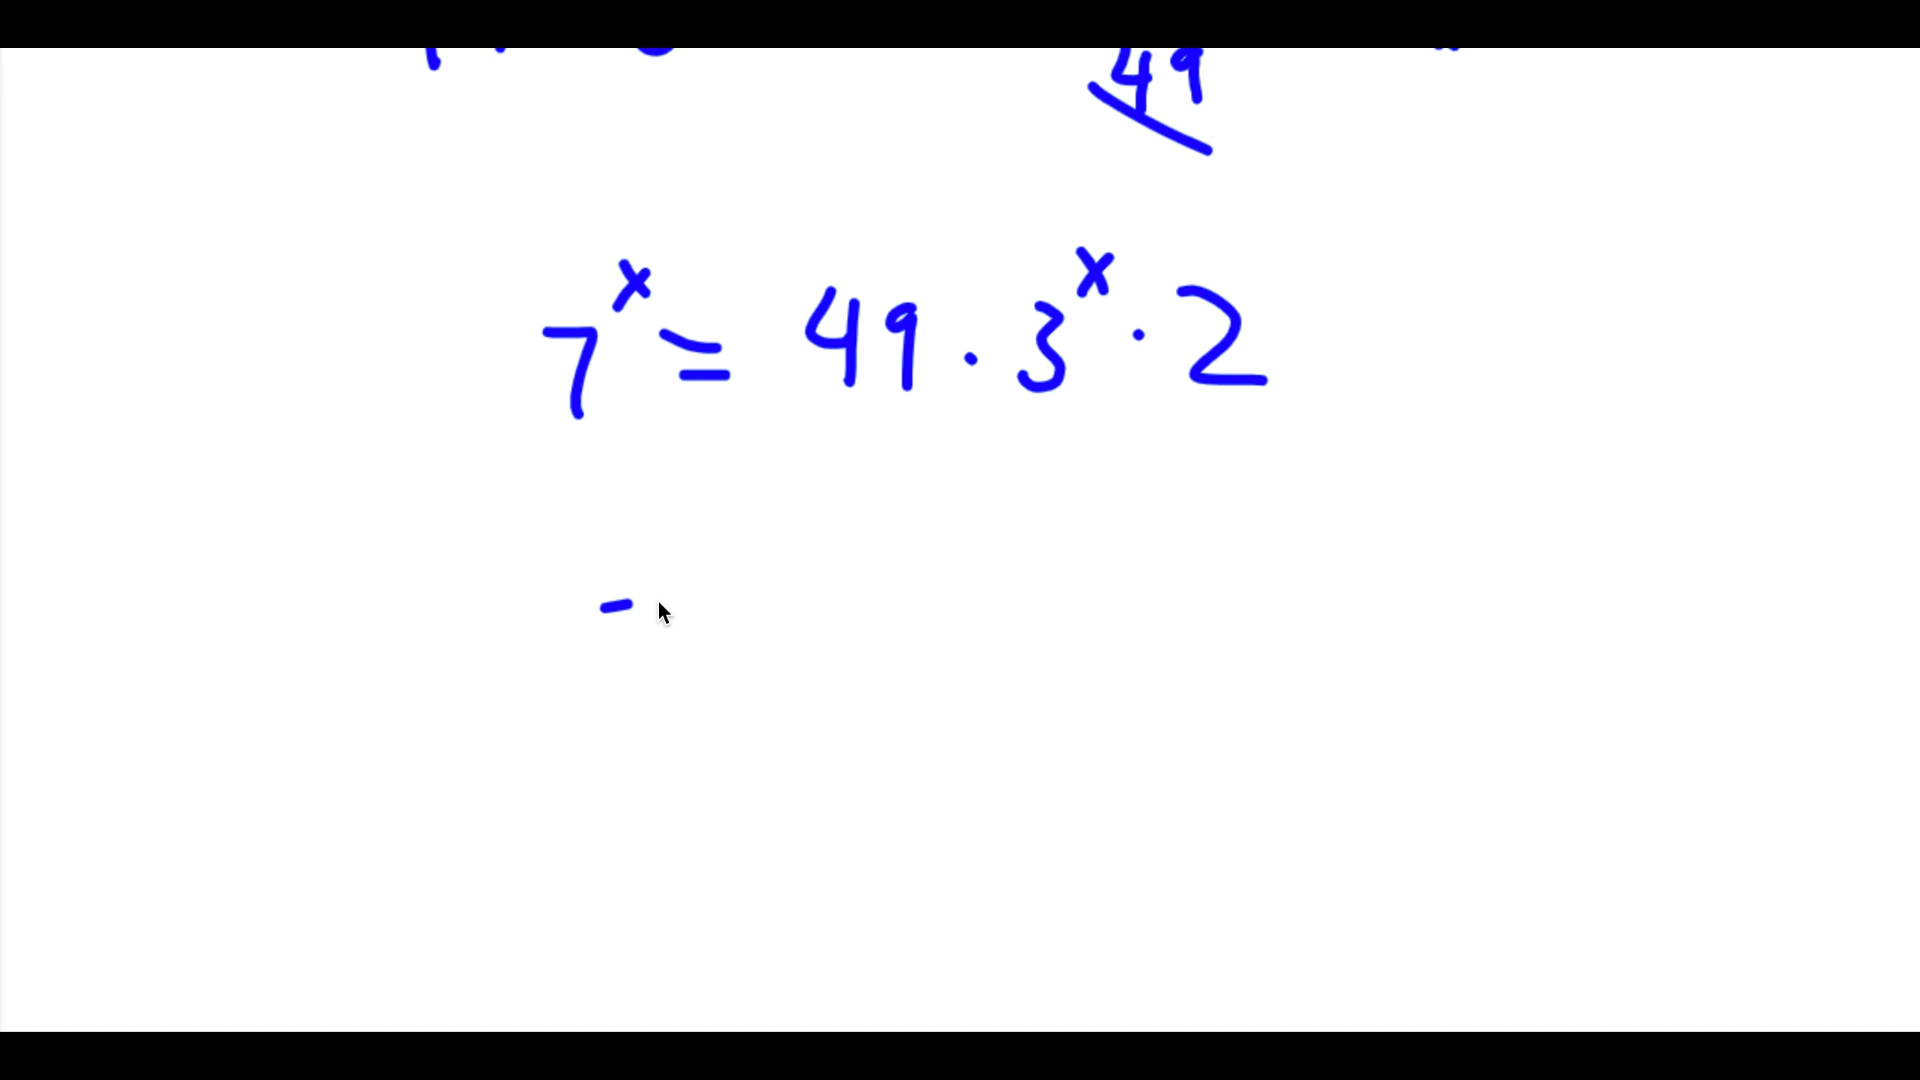 49
7^x = 49 · 3^x · 2
-